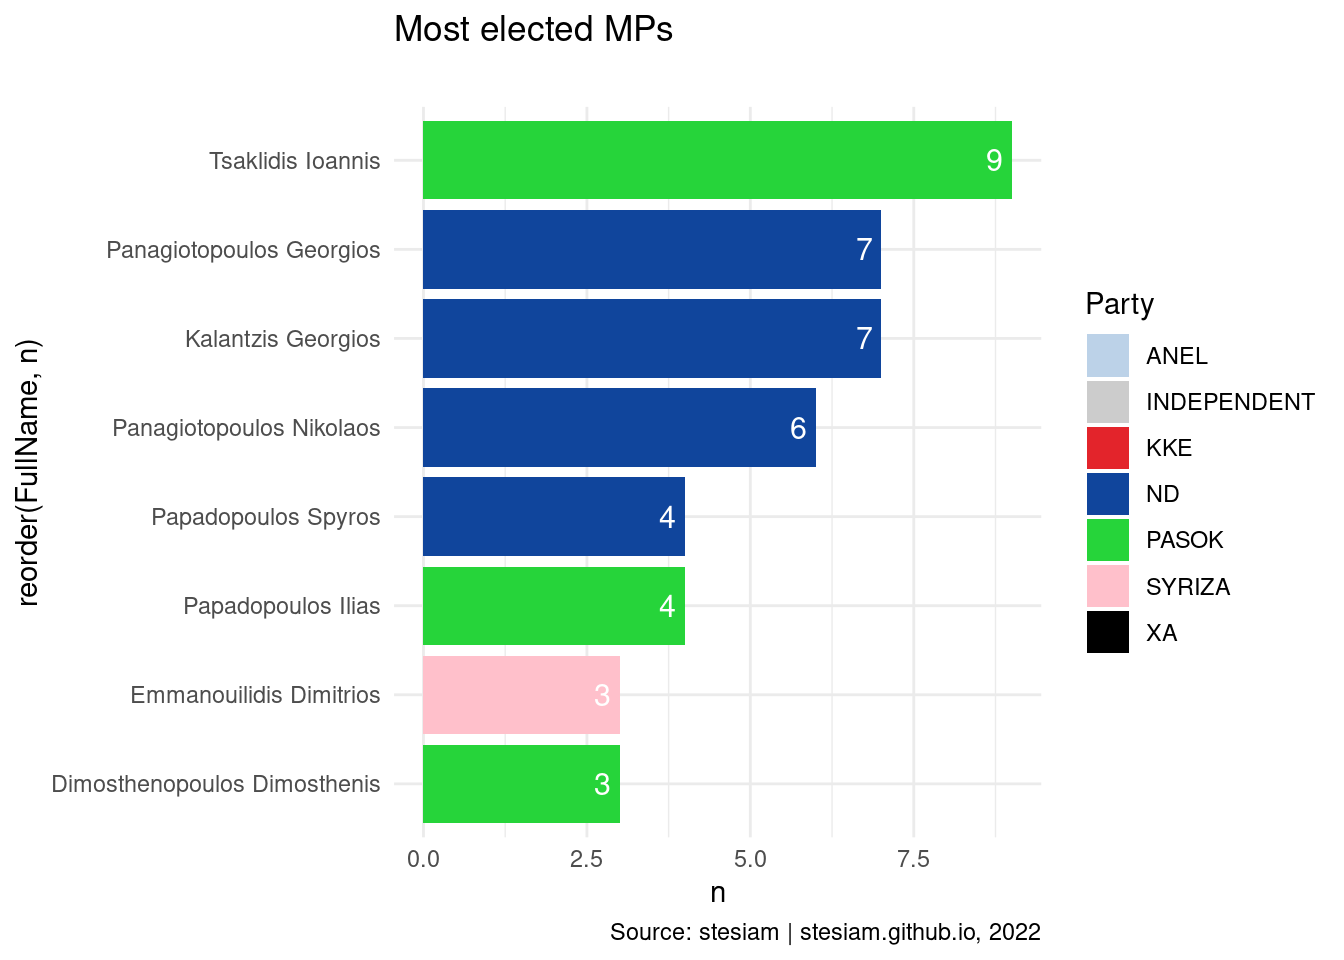 Most elected MPs
Tsaklidis Ioannis
9
Panagiotopoulos Georgios
7
Kalantzis Georgios
7
Panagiotopoulos Nikolaos
6
Papadopoulos Spyros
4
Papadopoulos Ilias
4
Emmanouilidis Dimitrios
3
Dimosthenopoulos Dimosthenis
3
reorder(FullName, n)
0.0 2.5 5.0 7.5
n
Party
ANEL
INDEPENDENT
KKE
ND
PASOK
SYRIZA
XA
Source: stesiam | stesiam.github.io, 2022